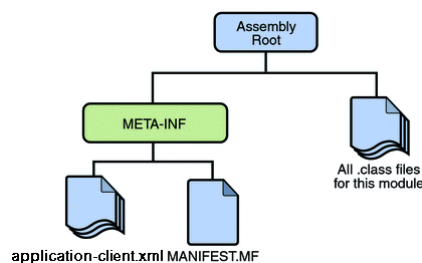 Assembly
Root
META-INF
All .class files
for this module
application-client.xml MANIFEST.MF